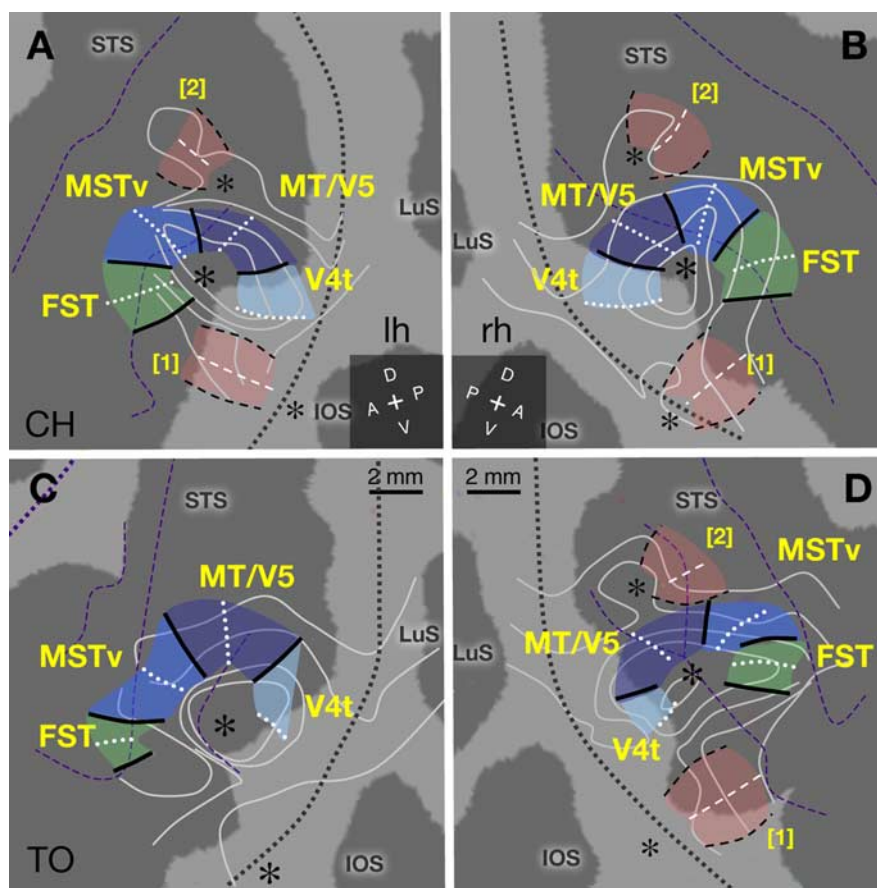 A
STS
[2]
MSTv
*
MT/V5
LuS
*
FST
V4t
[1]
lh
D
A
P
V
*
IOS
CH
B
STS
[2]
*
MSTv
MT/V5
LuS
*
FST
V4t
[1]
rh
D
P
A
V
*
IOS
C
STS
2 mm
MT/V5
MSTv
LuS
*
V4t
FST
IOS
*
TO
2 mm
D
STS
[2]
MSTv
*
MT/V5
LuS
*
FST
V4t
[1]
*
IOS